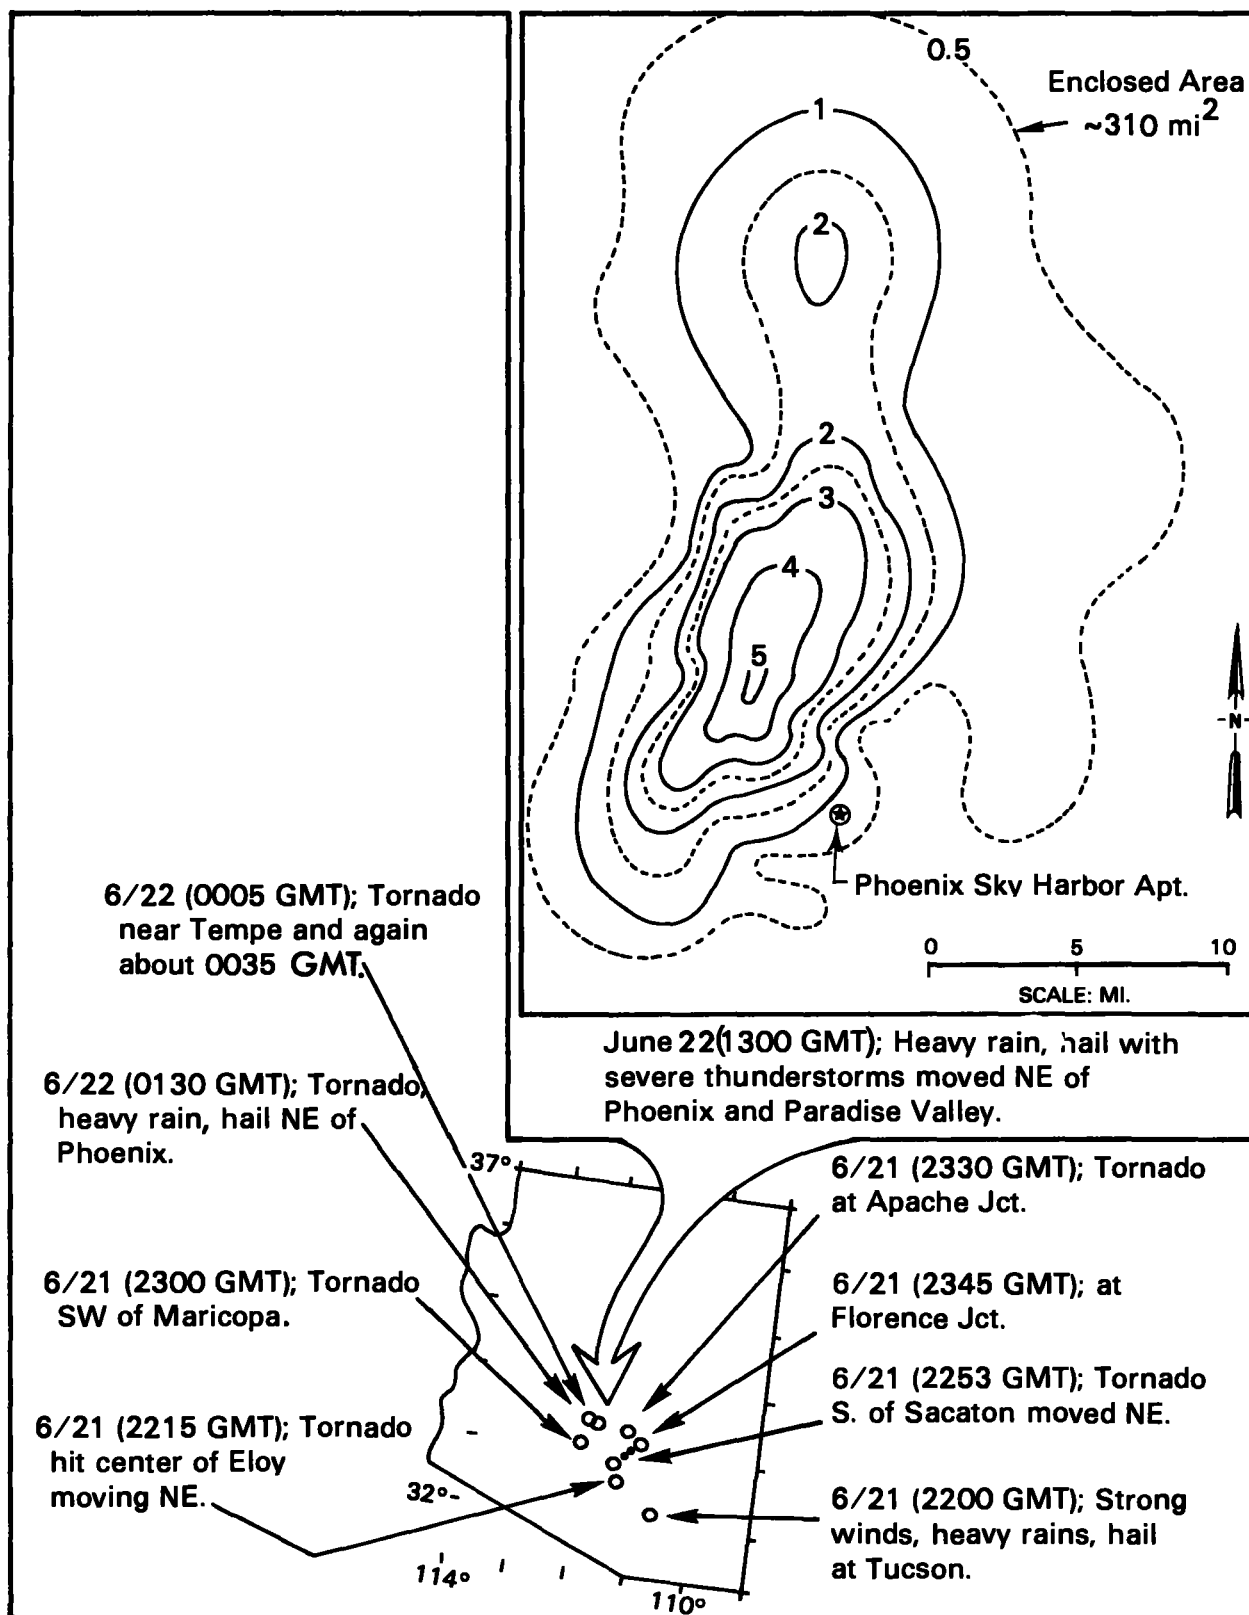 0.5
Enclosed Area
~310 mi2
1
2
2
3
4
5
-N-
Phoenix Sky Harbor Apt.
0 5 10
SCALE: MI.
June 22(1300 GMT); Heavy rain, hail with
severe thunderstorms moved NE of
Phoenix and Paradise Valley.
6/22 (0005 GMT); Tornado
near Tempe and again
about 0035 GMT.
6/22 (0130 GMT); Tornado,
heavy rain, hail NE of
Phoenix.
6/21 (2300 GMT); Tornado
SW of Maricopa.
6/21 (2215 GMT); Tornado
hit center of Eloy
moving NE.
37°
32°-
114°
110°
6/21 (2330 GMT); Tornado
at Apache Jct.
6/21 (2345 GMT); at
Florence Jct.
6/21 (2253 GMT); Tornado
S. of Sacaton moved NE.
6/21 (2200 GMT); Strong
winds, heavy rains, hail
at Tucson.